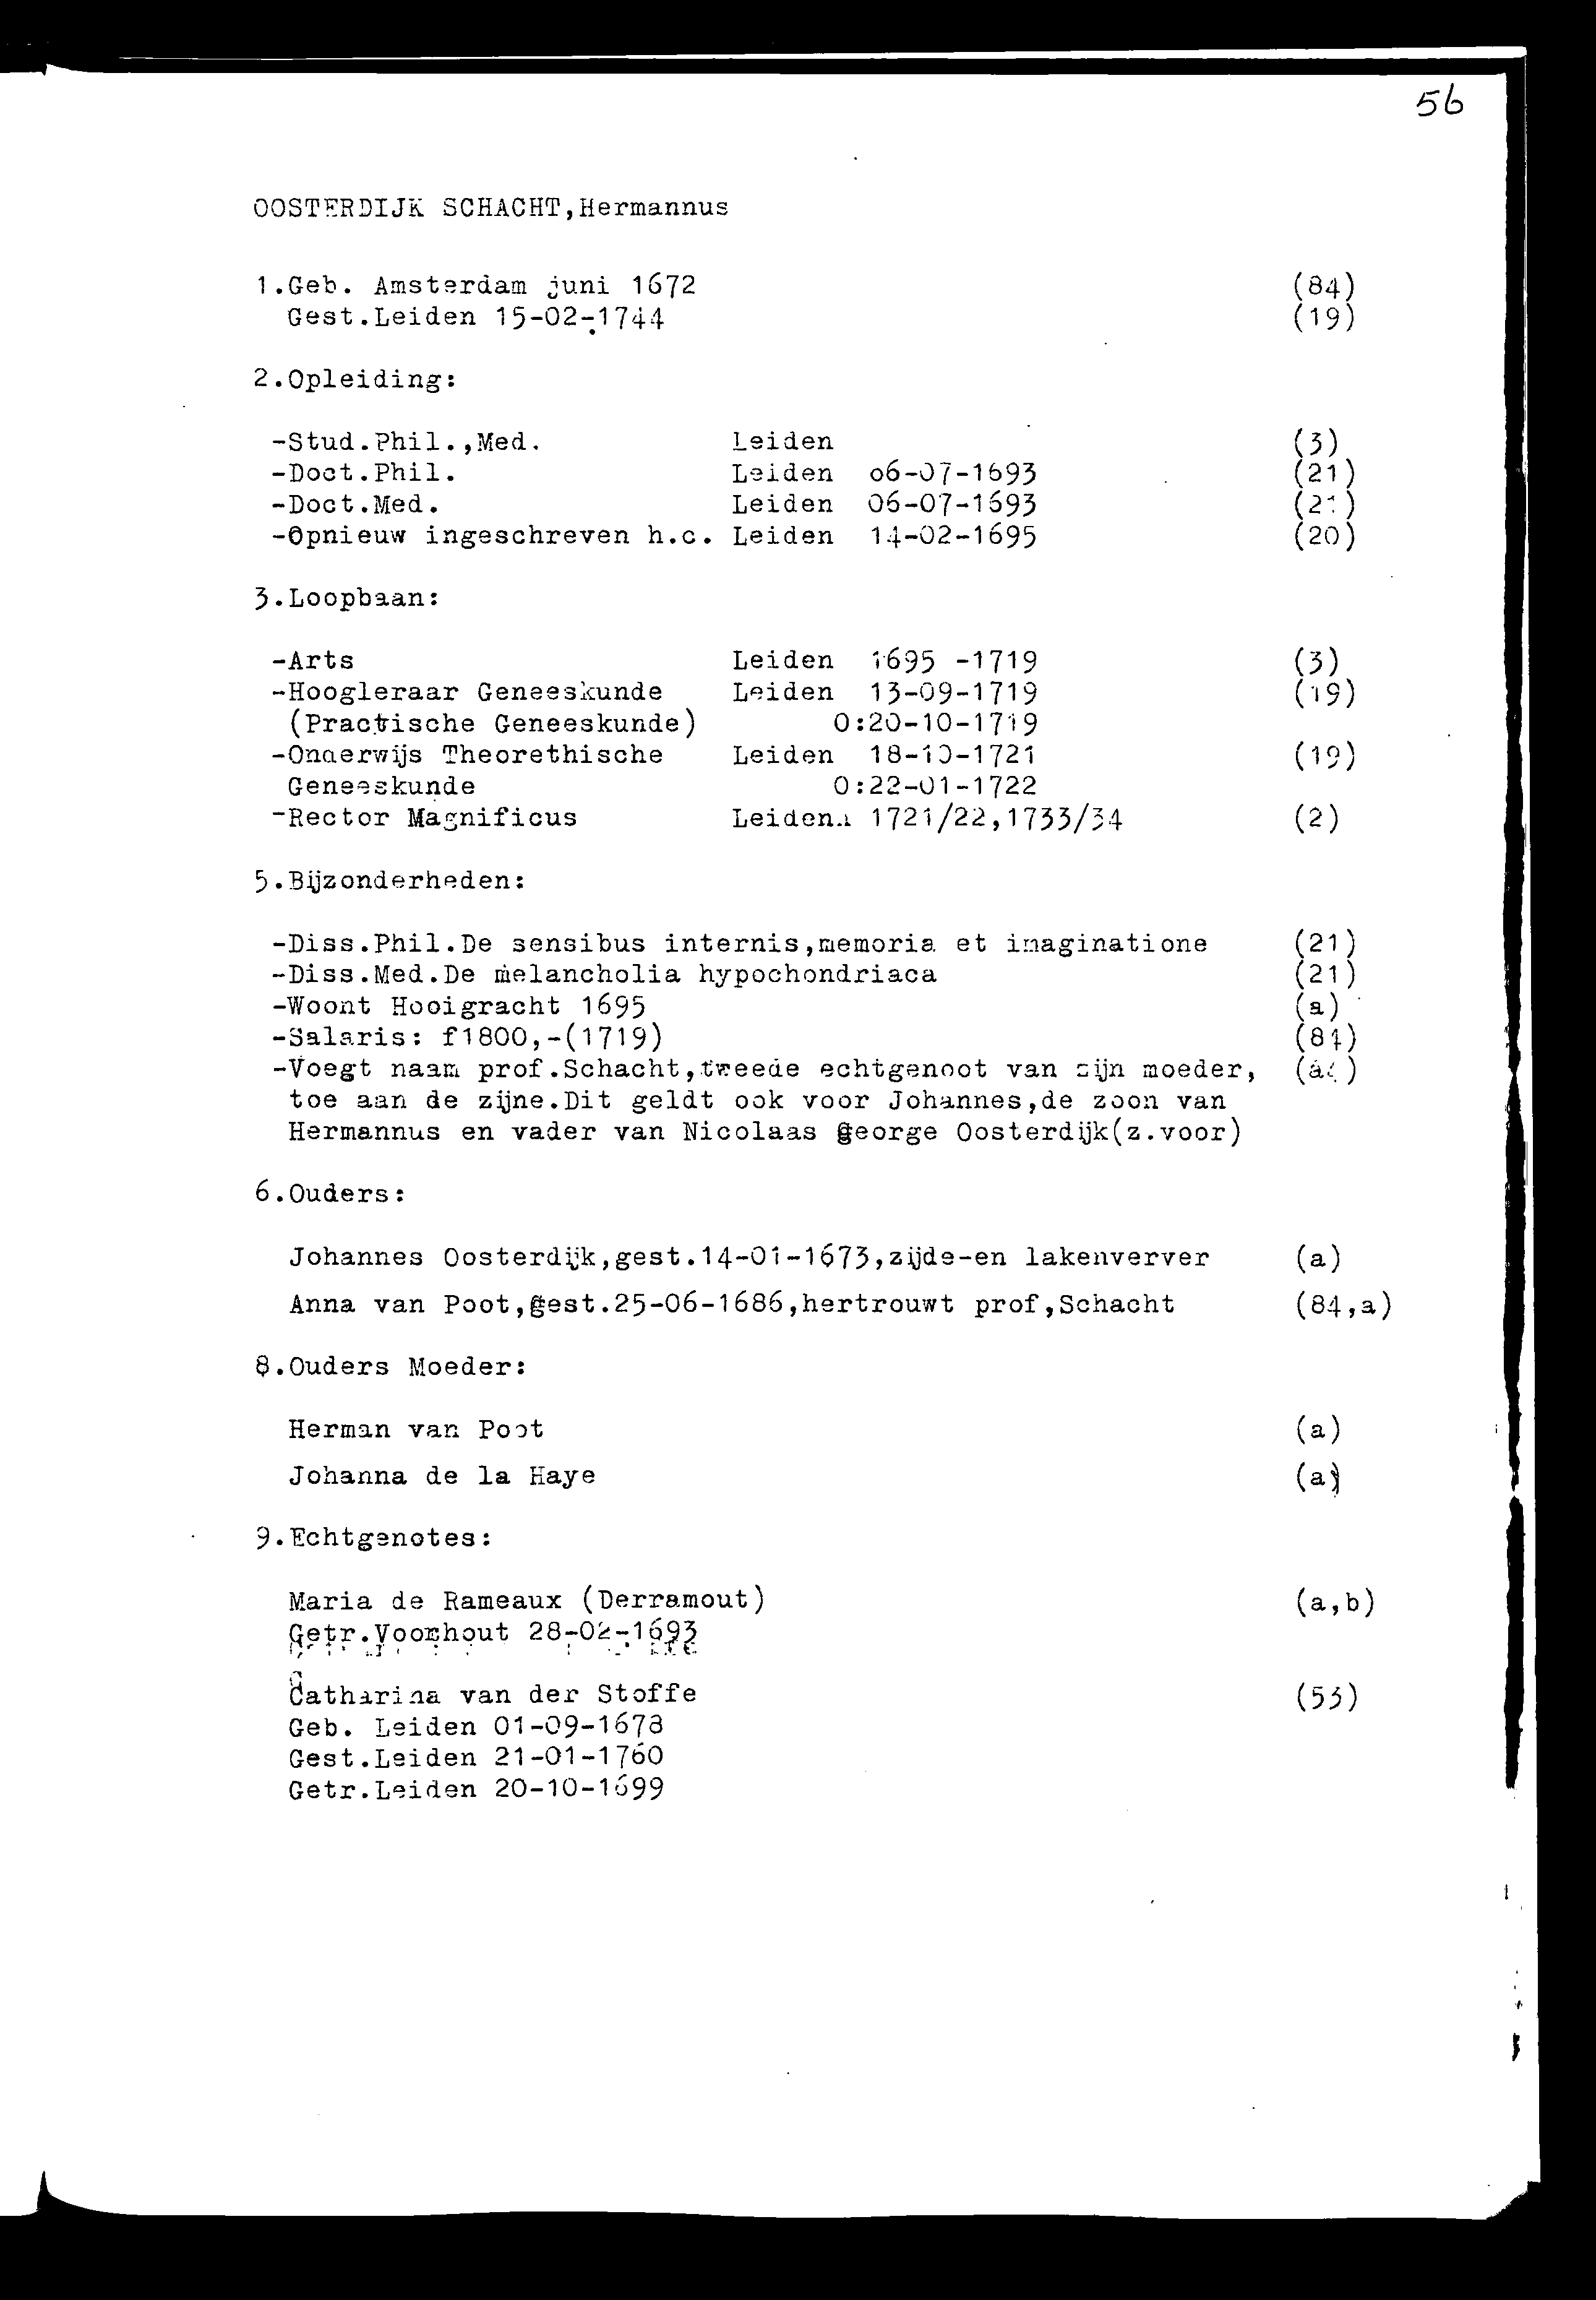 56
OOSTERDIJK SCHACHT,Hermannus
1.Geb. Amsterdam juni 1672 (84)
Gest.Leiden 15-02-1744 (19)
2.Opleiding:
-Stud.Phil.,Med. Leiden (3)
-Doct.Phil. Leiden o6-07-1693 (21)
-Doct.Med. Leiden 06-07-1693 (21)
-Opnieuw ingeschreven h.c. Leiden 14-02-1695 (20)
3.Loopbaan:
-Arts Leiden 1695 -1719 (3)
-Hoogleraar Geneeskunde Leiden 13-09-1719 (19)
(Practische Geneeskunde) O:20-10-1719
-Onderwijs Theorethische Leiden 18-10-1721 (19)
Geneeskunde O:22-01-1722
-Rector Magnificus Leiden 1721/22,1733/34 (2)
5.Bijzonderheden:
-Diss.Phil.De sensibus internis,memoria et imaginatione (21)
-Diss.Med.De melancholia hypochondriaca (21)
-Woont Hooigracht 1695 (a)
-Salaris: f1800,-(1719) (84)
-Voegt naam prof.Schacht,tweede echtgenoot van zijn moeder,
toe aan de zijne.Dit geldt ook voor Johannes,de zoon van
Hermannus en vader van Nicolaas george Oosterdijk(z.voor)
6.Ouders:
Johannes Oosterdijk,gest.14-01-1673,zijde-en lakenverver (a)
Anna van Poot,gest.25-06-1686,hertrouwt prof,Schacht (84,a)
8.Ouders Moeder:
Herman van Poot (a)
Johanna de la Haye (a)
9.Echtgenotes:
Maria de Rameaux (Derramout) (a,b)
Getr.Voorhout 28-02-1693
Catharina van der Stoffe (53)
Geb. Leiden 01-09-1678
Gest.Leiden 21-01-1760
Getr.Leiden 20-10-1699